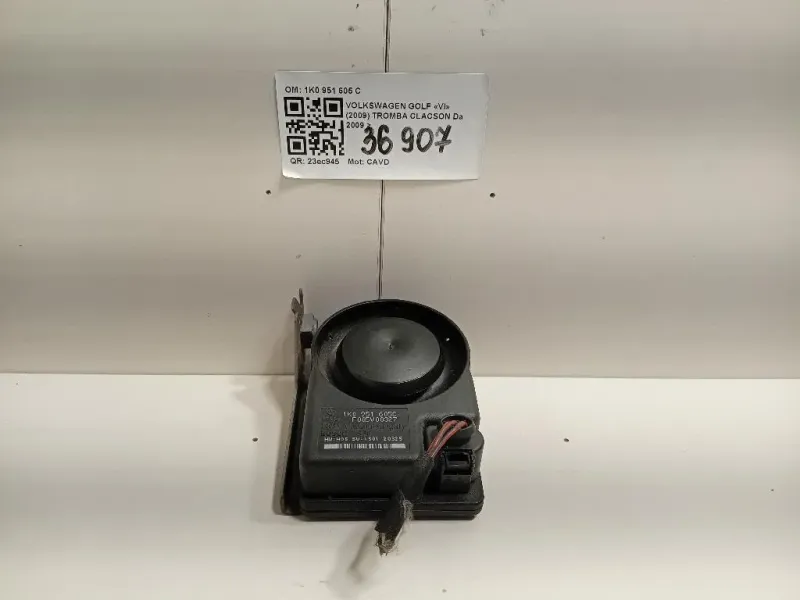 OM: 1K0 951 605 C
VOLKSWAGEN GOLF «VI»
(2009) TROMBA CLACSON Da
2009 >
36 907
QR: 23ec945 Mot: CAVD
1K0 951 605C
F005V00327